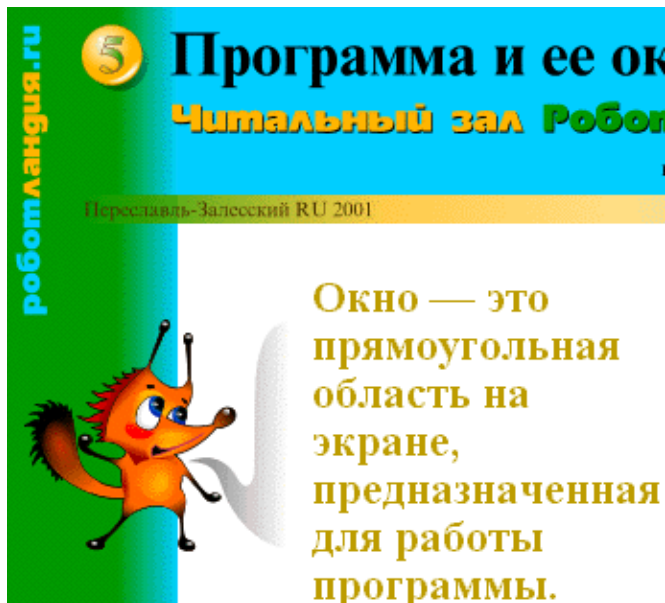 роботландия.ru
5
Программа и ее ок
Читальный зал Робот
Переславль-Залесский RU 2001
Окно — это
прямоугольная
область на
экране,
предназначенная
для работы
программы.